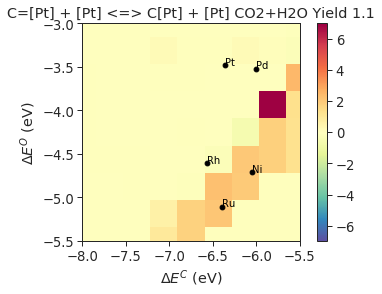 C=[Pt] + [Pt] <=> C[Pt] + [Pt] CO2+H2O Yield 1.1
−3.0
−3.5
−4.0
−4.5
−5.0
−5.5
ΔE^O (eV)
Pt
Pd
Rh
Ni
Ru
−8.0 −7.5 −7.0 −6.5 −6.0 −5.5
ΔE^C (eV)
6
4
2
0
−2
−4
−6